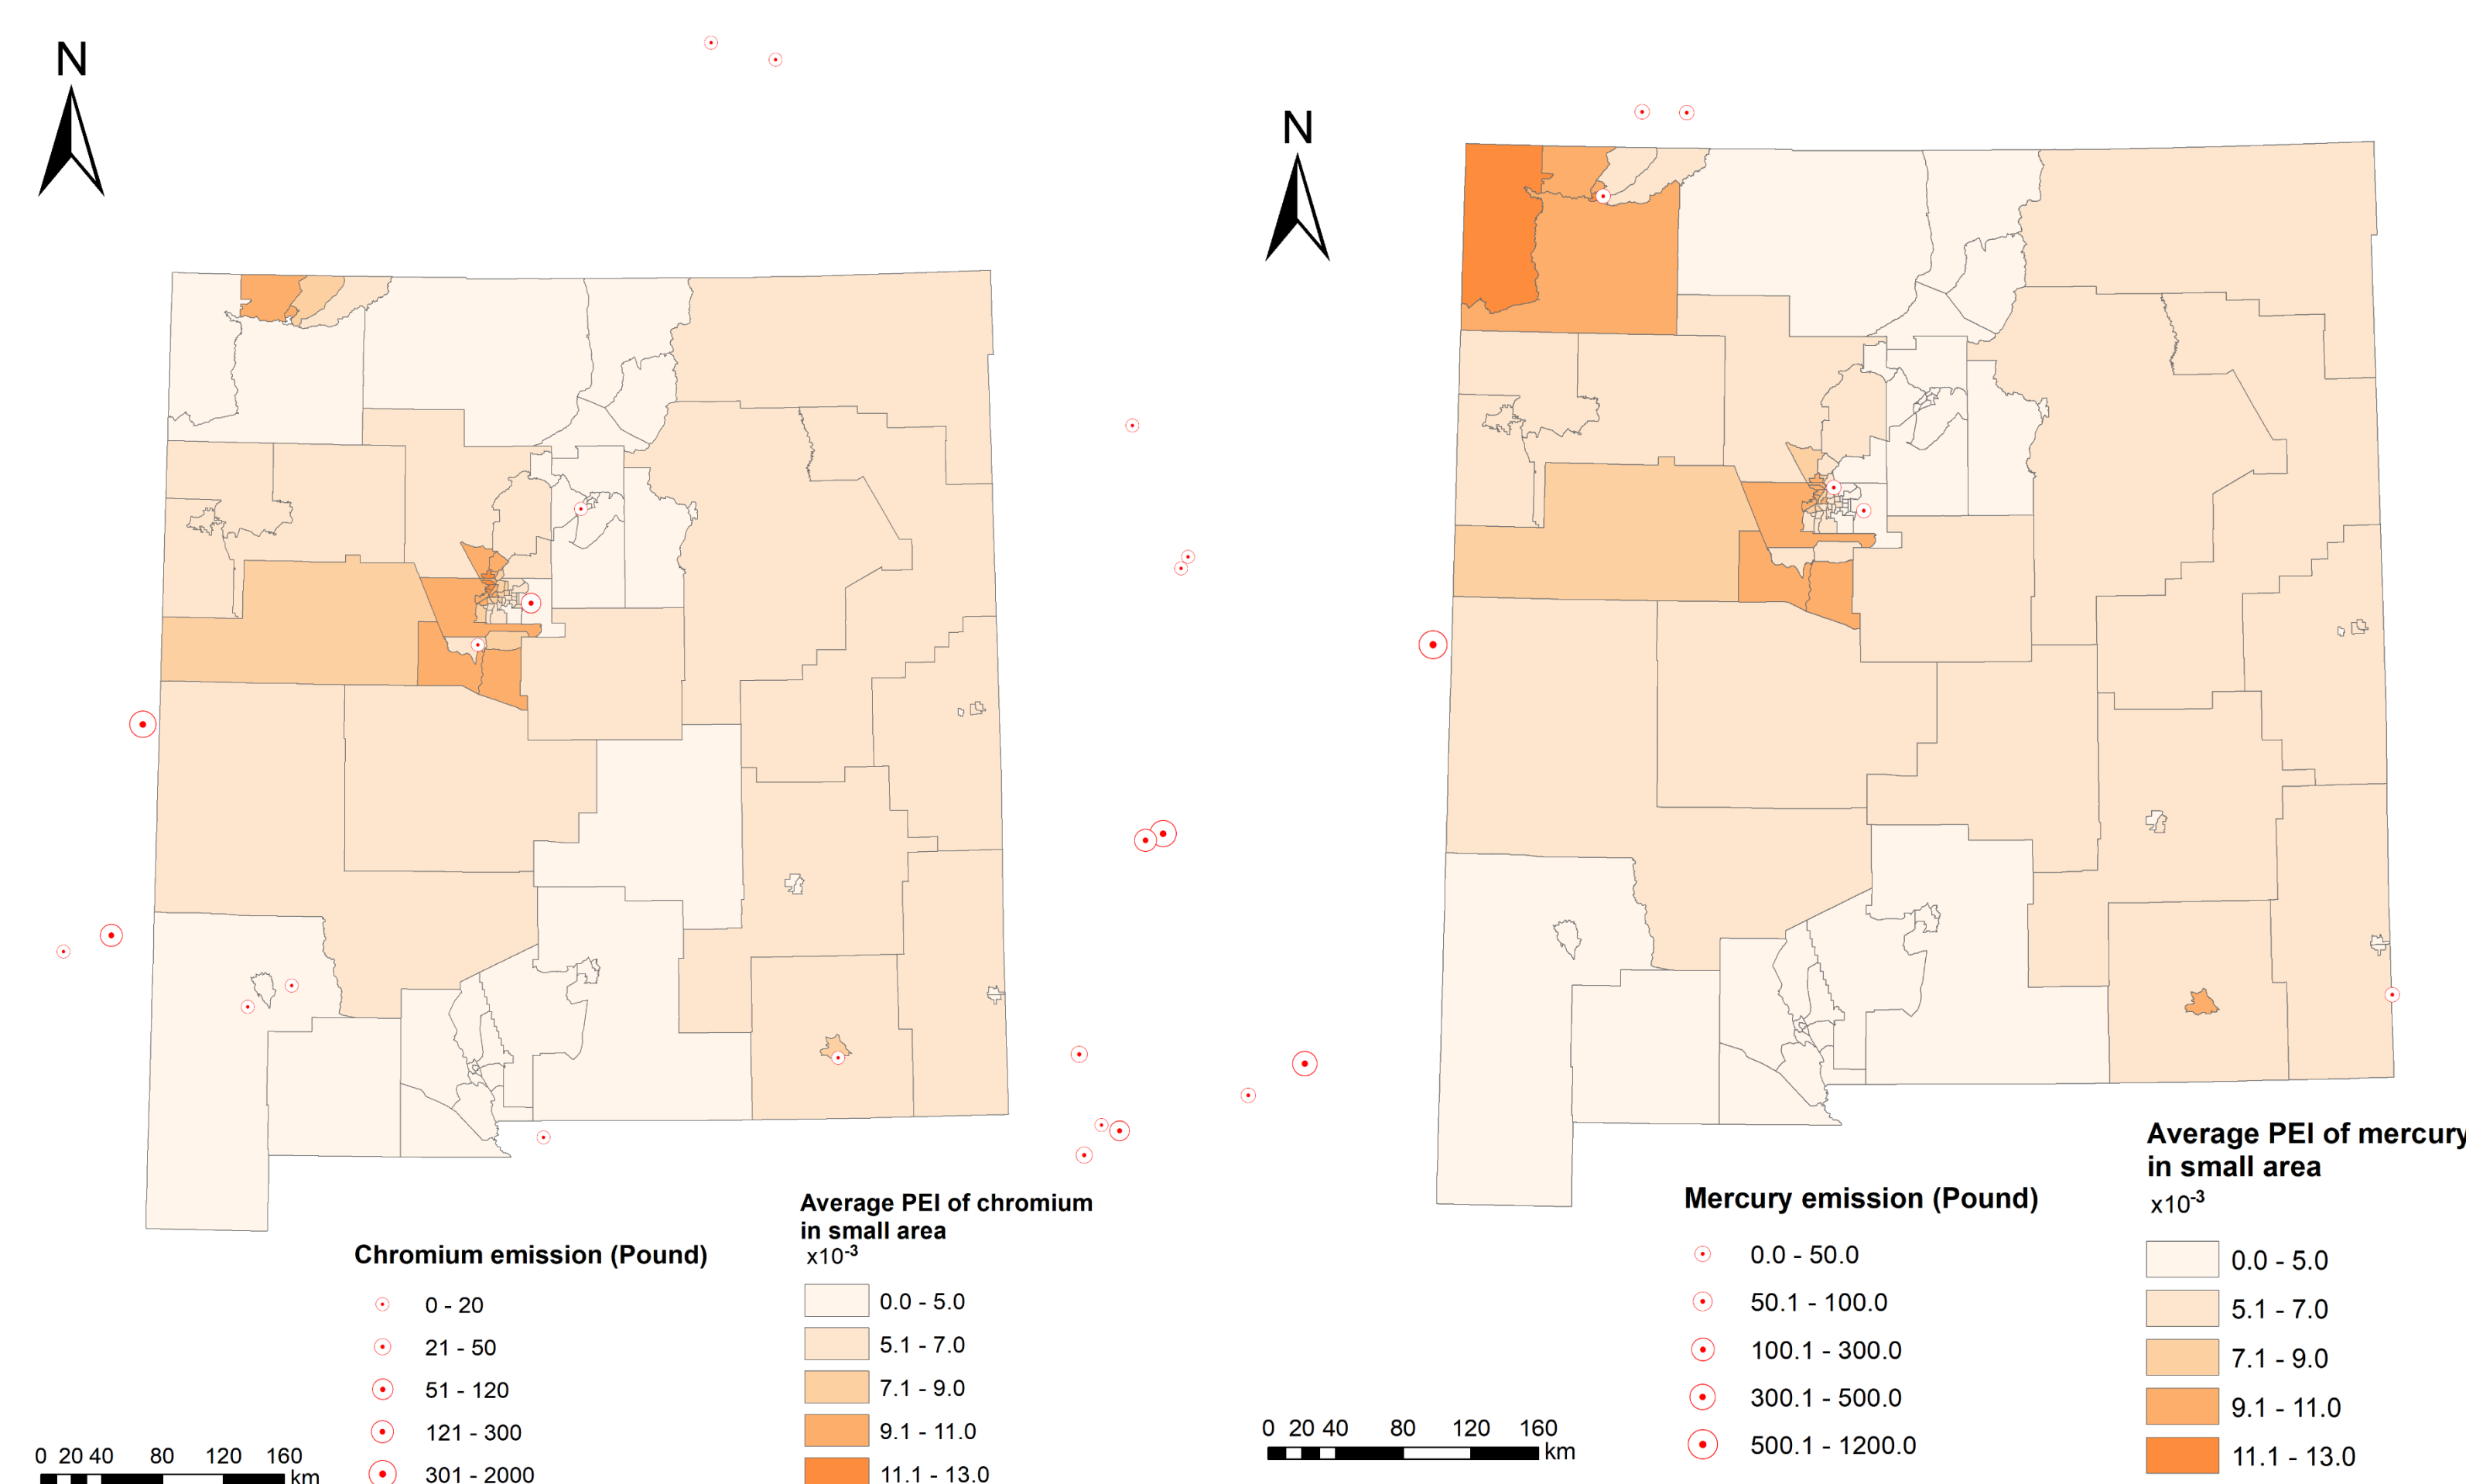 N
N
Chromium emission (Pound)
0 - 20
21 - 50
51 - 120
121 - 300
301 - 2000
Average PEI of chromium
in small area
x10⁻³
0.0 - 5.0
5.1 - 7.0
7.1 - 9.0
9.1 - 11.0
11.1 - 13.0
0 20 40 80 120 160
km
Mercury emission (Pound)
0.0 - 50.0
50.1 - 100.0
100.1 - 300.0
300.1 - 500.0
500.1 - 1200.0
Average PEI of mercury
in small area
x10⁻³
0.0 - 5.0
5.1 - 7.0
7.1 - 9.0
9.1 - 11.0
11.1 - 13.0
0 20 40 80 120 160
km